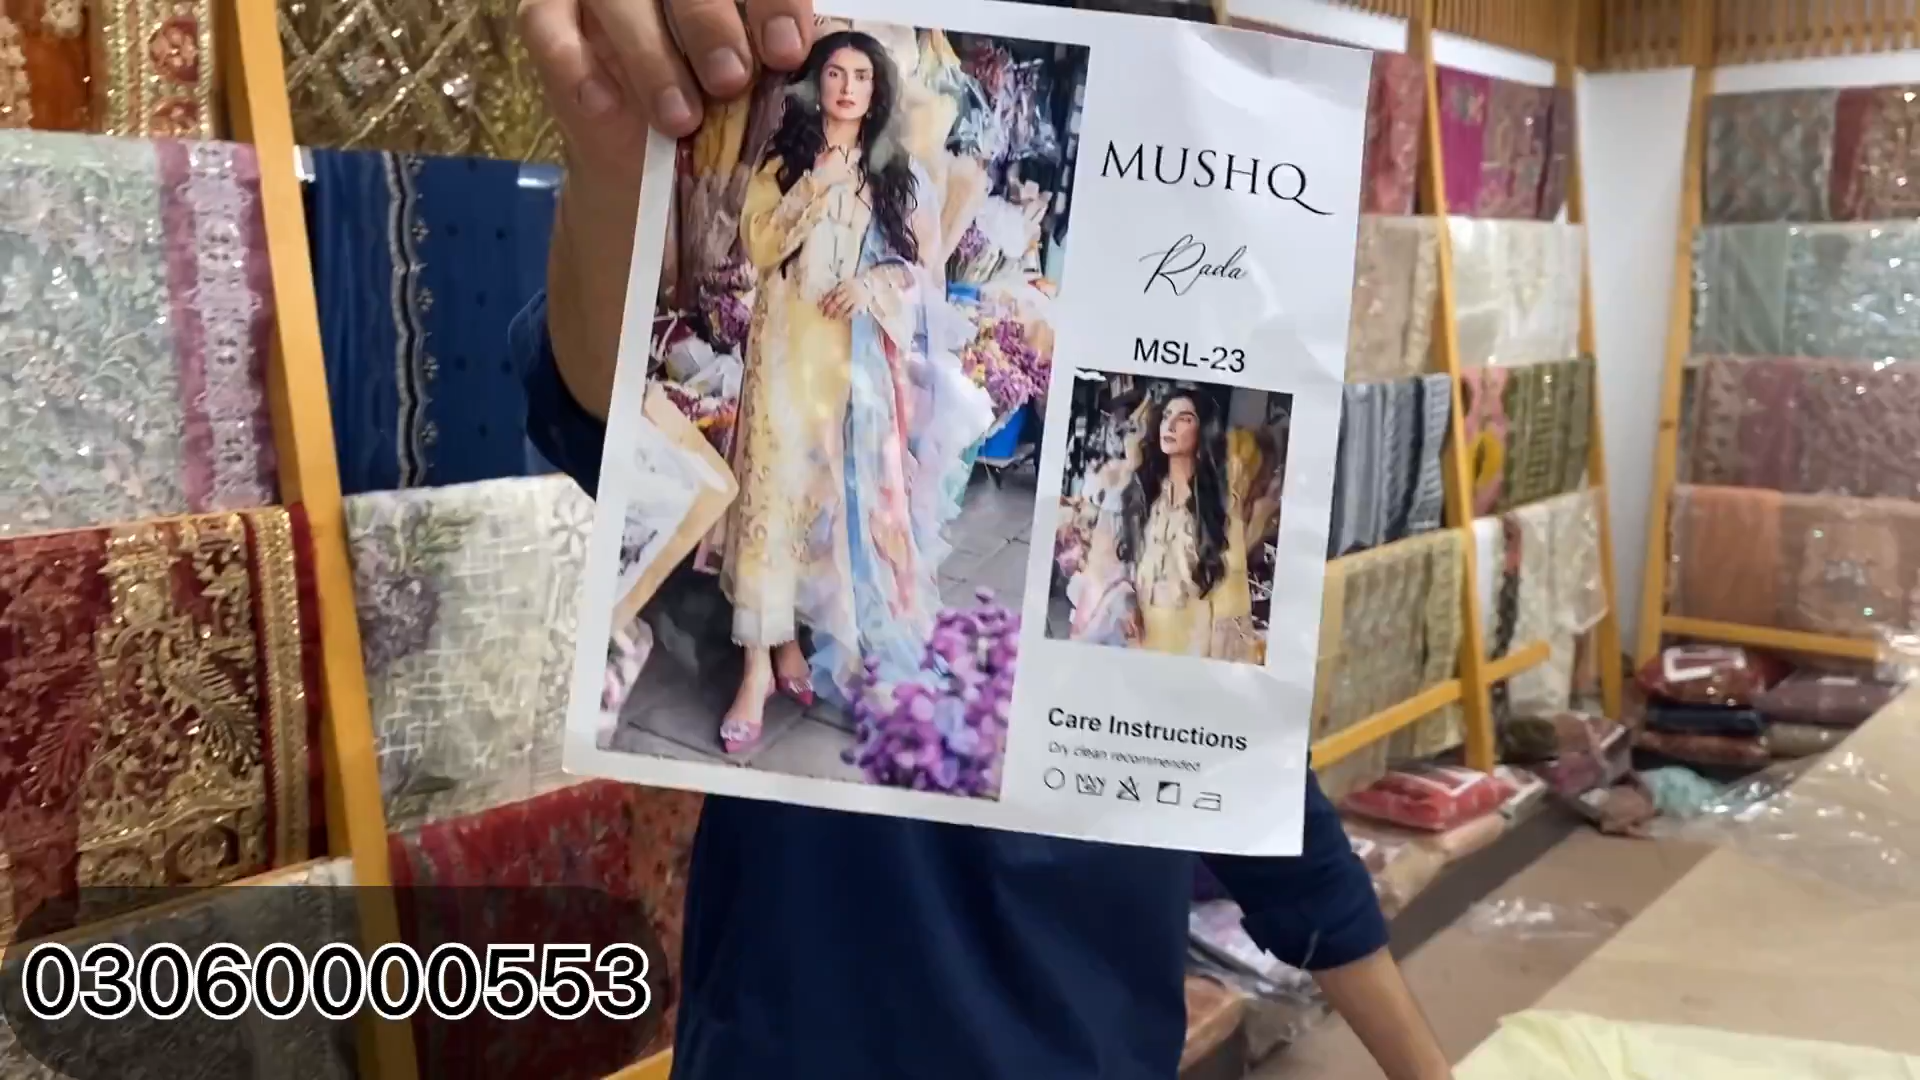 MUSHQ
Rada
MSL-23
Care Instructions
Dry clean recommended
03060000553